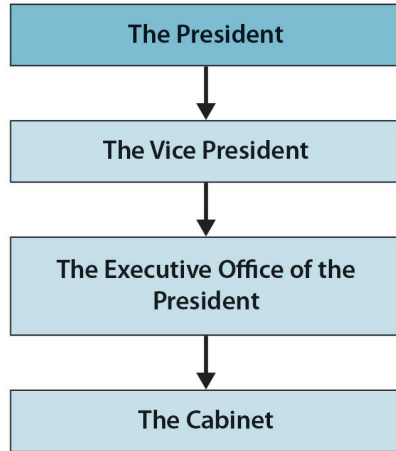 The President
The Vice President
The Executive Office of the
President
The Cabinet